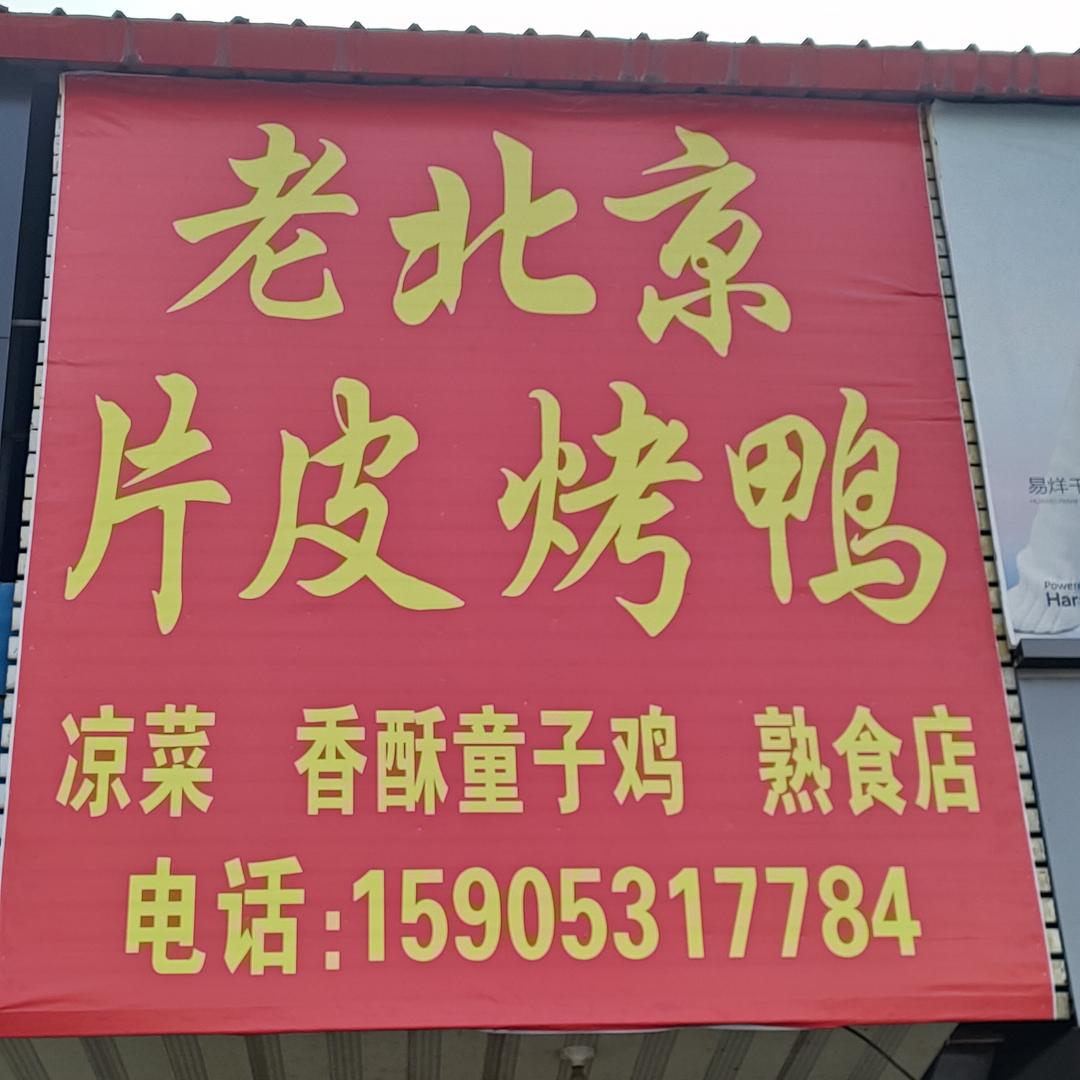 老北京
片皮烤鸭
凉菜 香酥童子鸡 熟食店
电话:15905317784
易烊千
Powere
Har